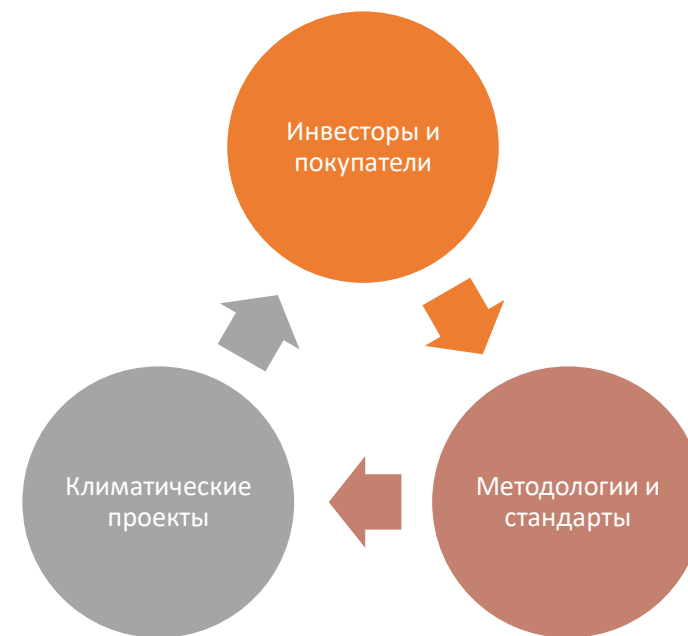 Инвесторы и
покупатели
Климатические
проекты
Методологии и
стандарты